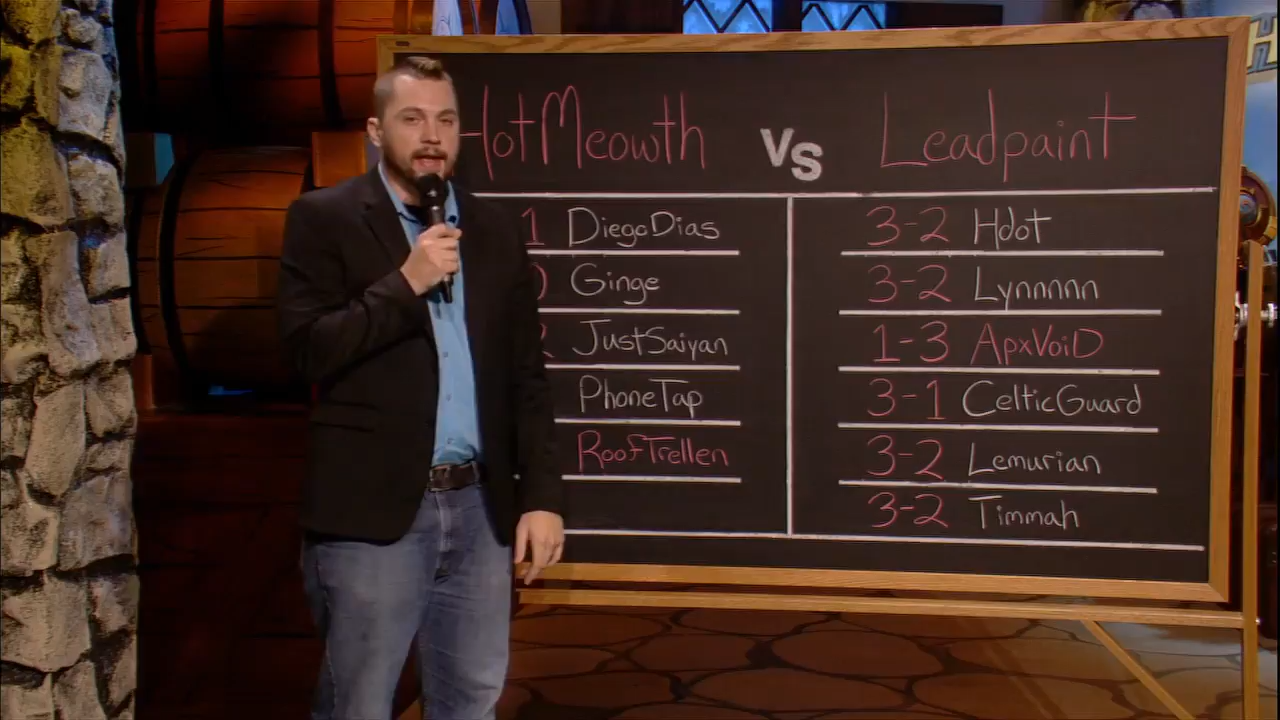 HotMeowth vs Leadpaint
1 DiegoDias 3-2 Hdot
Ginge 3-2 Lynnnnn
JustSaiyan 1-3 ApxVoiD
PhoneTap 3-1 CelticGuard
RoofTrellen 3-2 Lemurian
3-2 Timmah
H